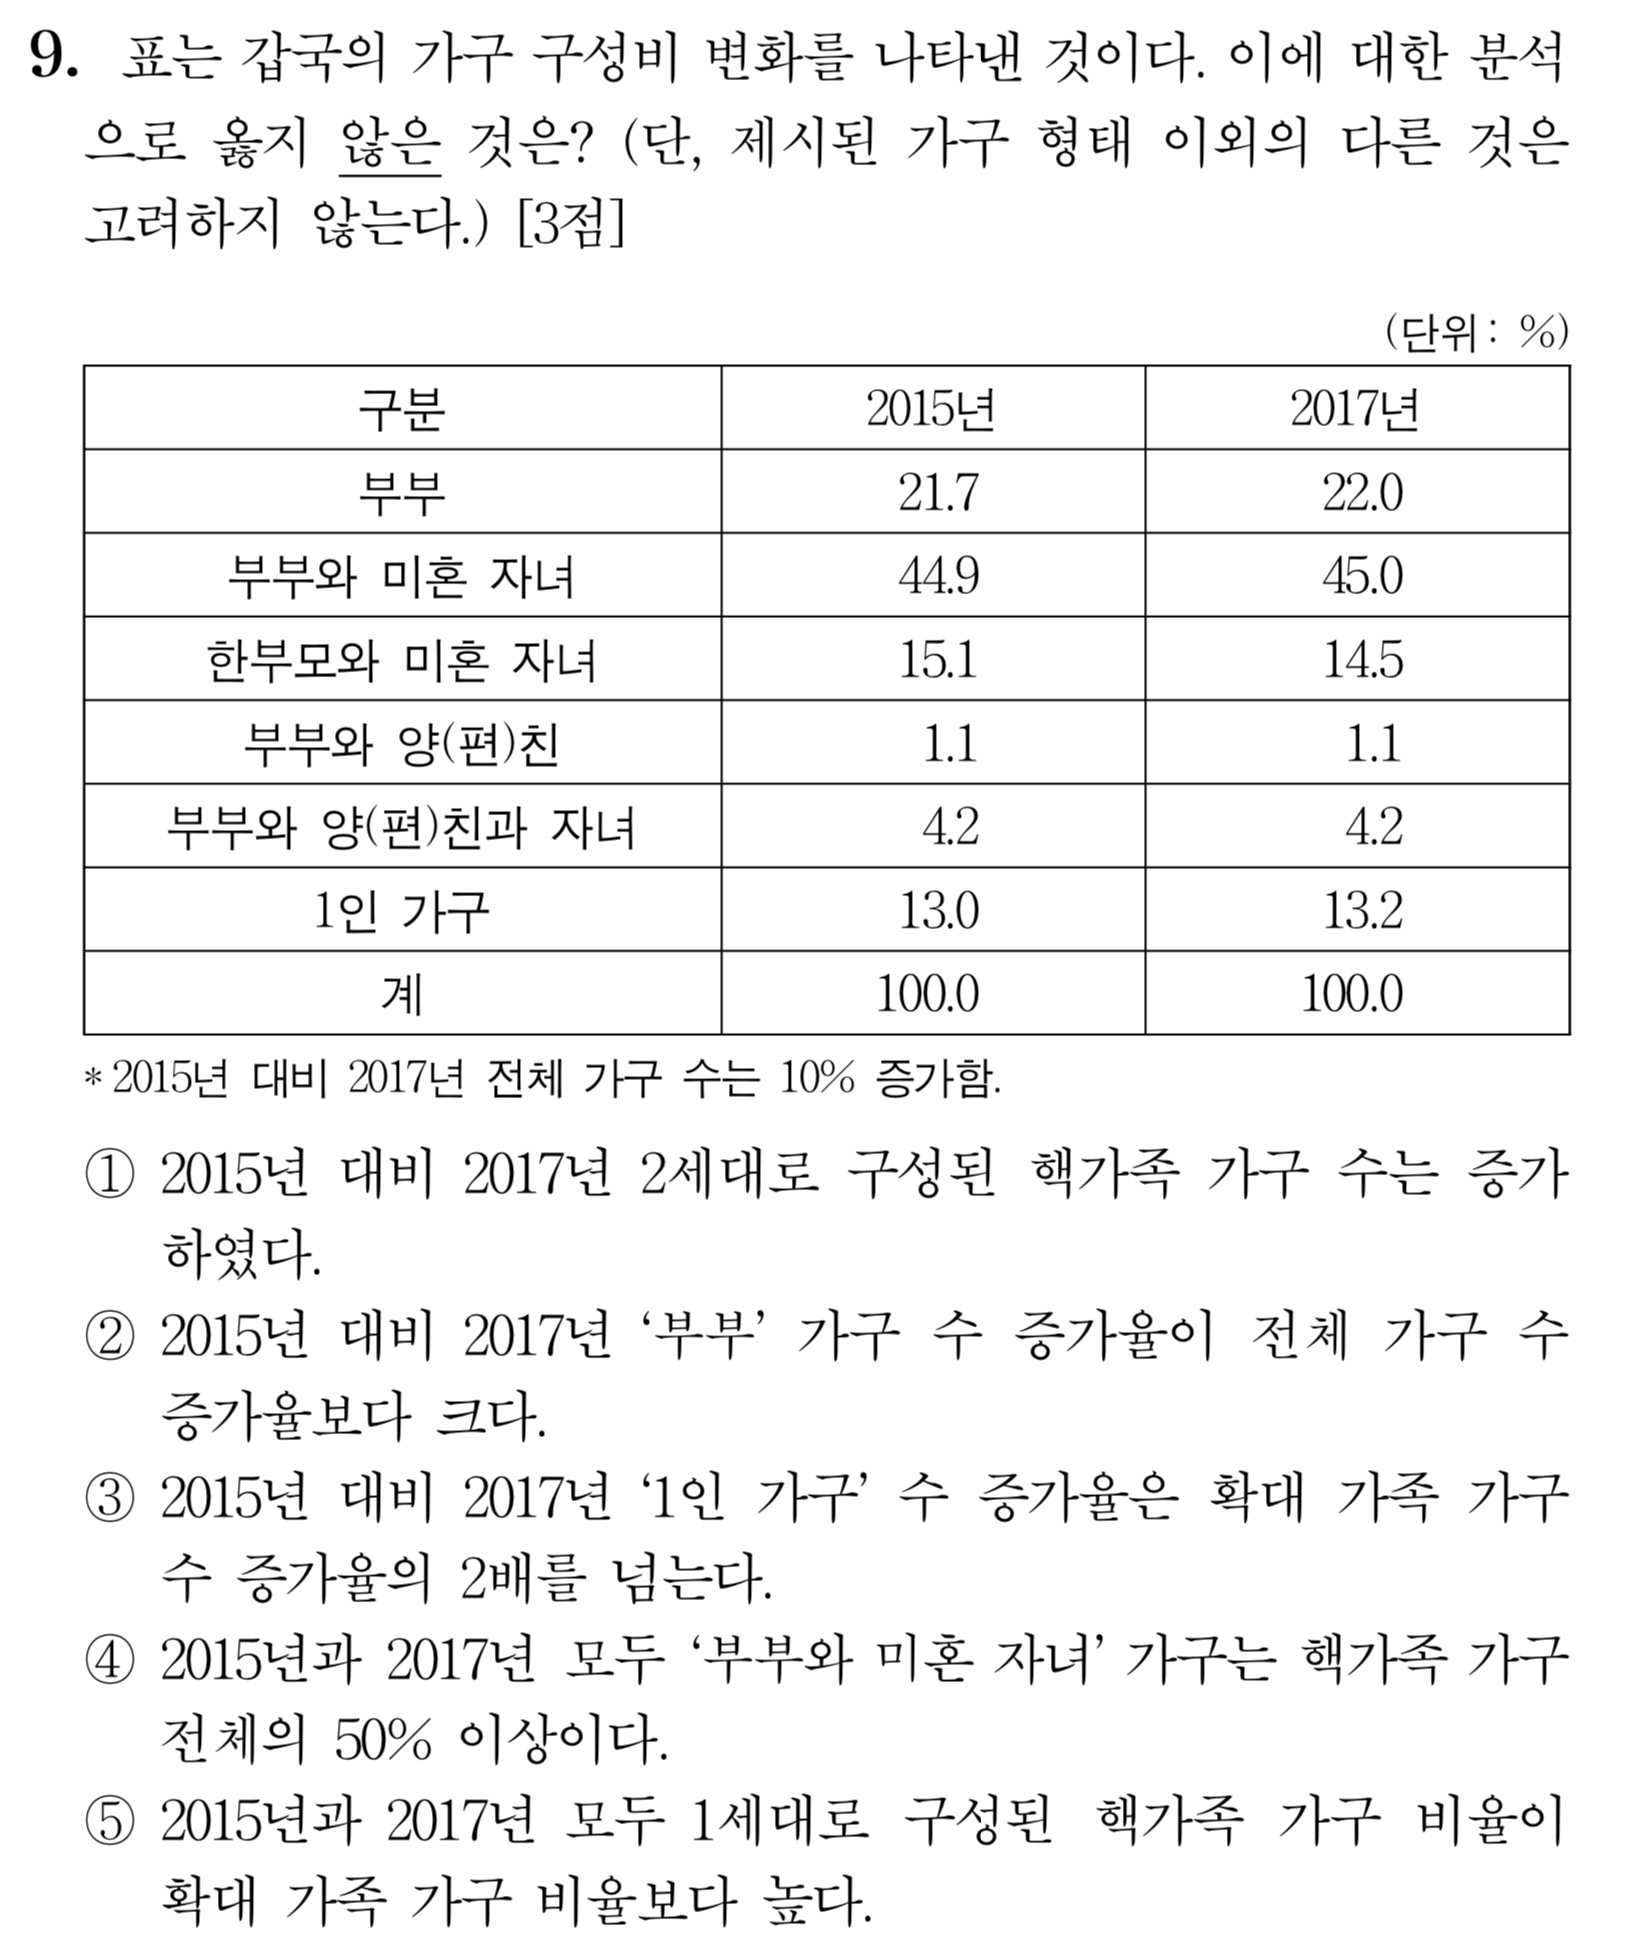 9. 표는 갑국의 가구 구성비 변화를 나타낸 것이다. 이에 대한 분석
으로 옳지 않은 것은? (단, 제시된 가구 형태 이외의 다른 것은
고려하지 않는다.) [3점]
(단위: %)
구분 2015년 2017년
부부 21.7 22.0
부부와 미혼 자녀 44.9 45.0
한부모와 미혼 자녀 15.1 14.5
부부와 양(편)친 1.1 1.1
부부와 양(편)친과 자녀 4.2 4.2
1인 가구 13.0 13.2
계 100.0 100.0
* 2015년 대비 2017년 전체 가구 수는 10% 증가함.
① 2015년 대비 2017년 2세대로 구성된 핵가족 가구 수는 증가
하였다.
② 2015년 대비 2017년 ‘부부’ 가구 수 증가율이 전체 가구 수
증가율보다 크다.
③ 2015년 대비 2017년 ‘1인 가구’ 수 증가율은 확대 가족 가구
수 증가율의 2배를 넘는다.
④ 2015년과 2017년 모두 ‘부부와 미혼 자녀’ 가구는 핵가족 가구
전체의 50% 이상이다.
⑤ 2015년과 2017년 모두 1세대로 구성된 핵가족 가구 비율이
확대 가족 가구 비율보다 높다.